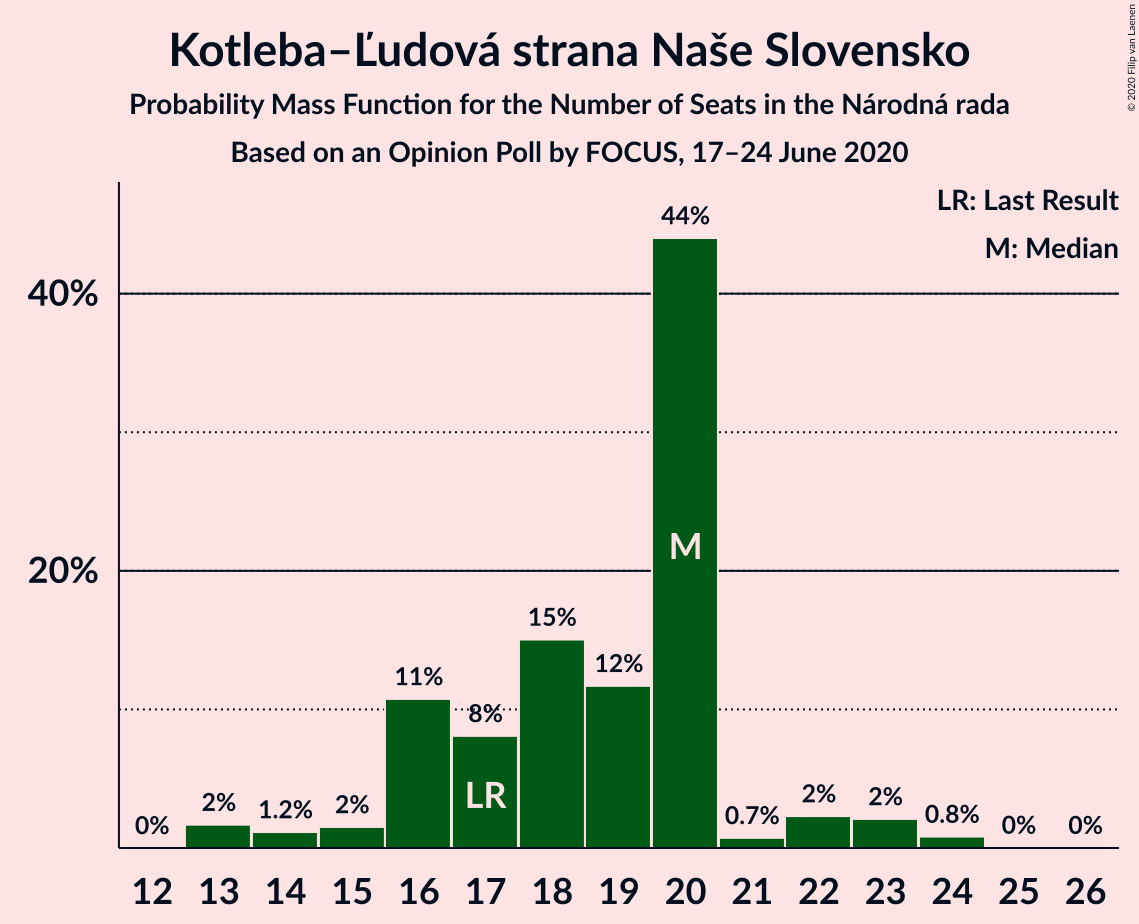 Kotleba–Ľudová strana Naše Slovensko
Probability Mass Function for the Number of Seats in the Národná rada
Based on an Opinion Poll by FOCUS, 17–24 June 2020
© 2020 Filip van Laenen
LR: Last Result
M: Median
40%
20%
0%
2%
1.2%
2%
11%
8%
15%
12%
44%
0.7%
2%
2%
0.8%
0%
0%
LR
M
12 13 14 15 16 17 18 19 20 21 22 23 24 25 26